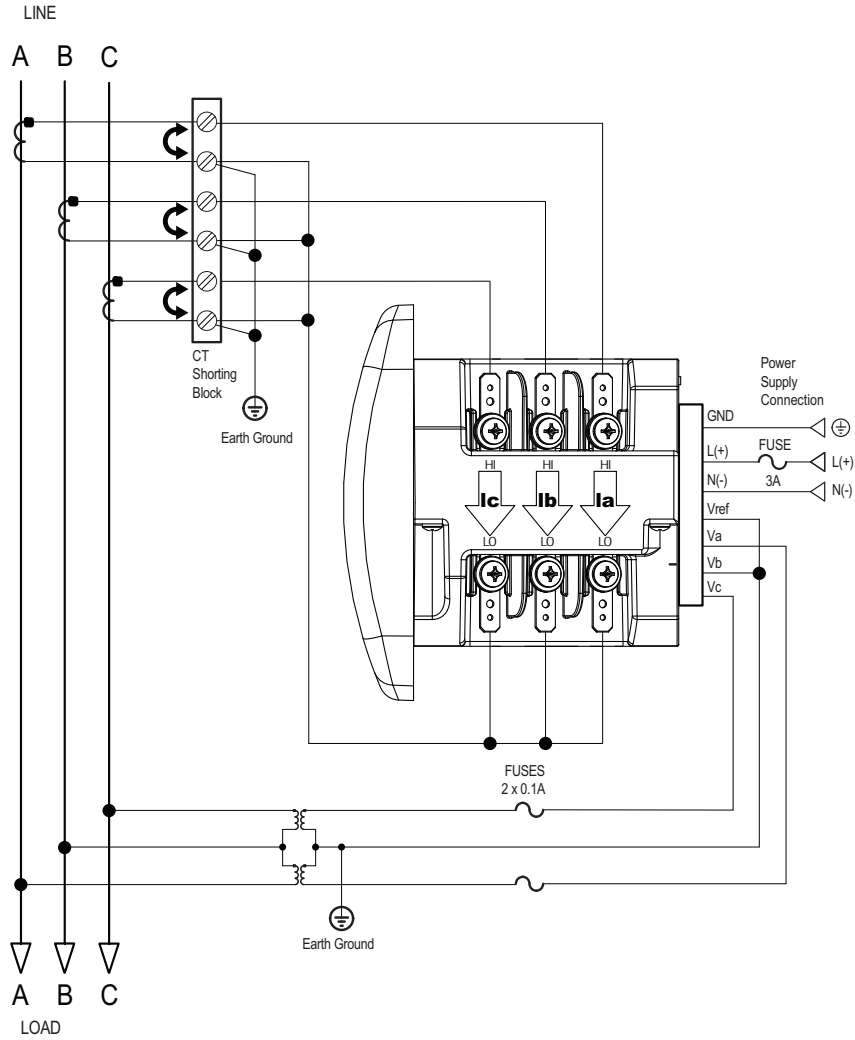 LINE
A B C
CT
Shorting
Block
Earth Ground
Power
Supply
Connection
GND
FUSE
L(+)
L(+)
3A
N(-)
N(-)
Vref
Va
Vb
Vc
HI HI HI
Ic Ib Ia
LO LO LO
FUSES
2 x 0.1A
Earth Ground
A B C
LOAD